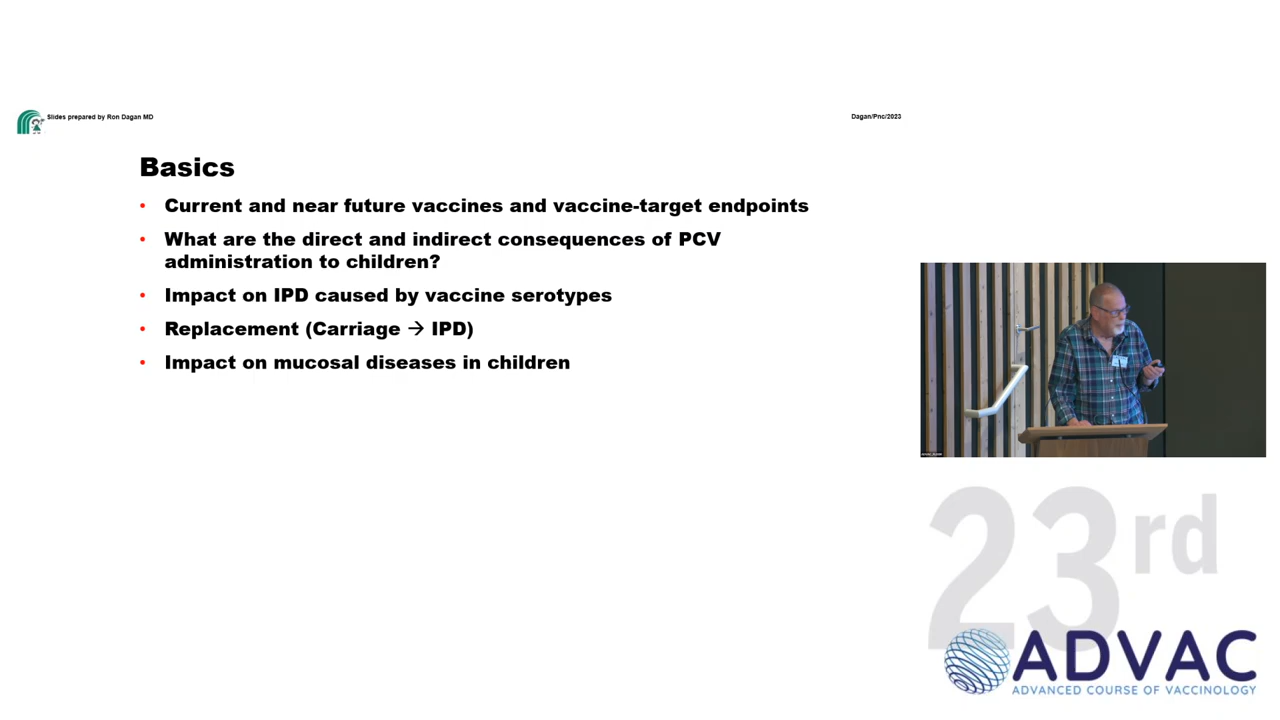 Slides prepared by Ron Dagan MD
Dagan/Pnc/2023
Basics
• Current and near future vaccines and vaccine-target endpoints
• What are the direct and indirect consequences of PCV
administration to children?
• Impact on IPD caused by vaccine serotypes
• Replacement (Carriage → IPD)
• Impact on mucosal diseases in children
23rd
ADVAC
ADVANCED COURSE OF VACCINOLOGY